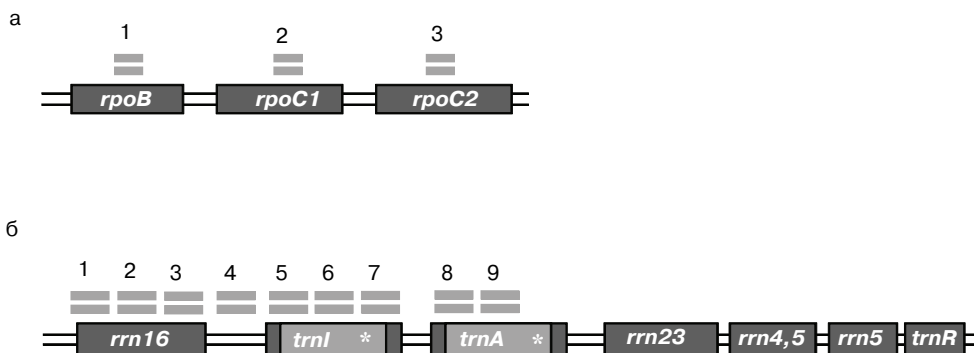 а
1 2 3
rpoB rpoC1 rpoC2
б
1 2 3 4 5 6 7 8 9
rrn16 trnI * trnA * rrn23 rrn4,5 rrn5 trnR